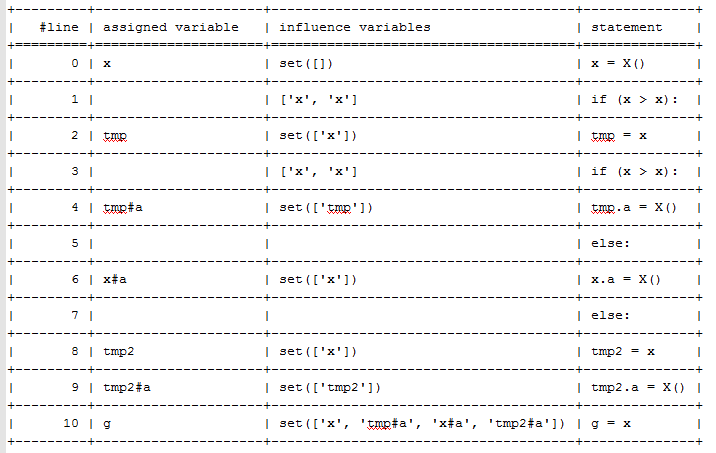 #line | assigned variable | influence variables | statement
0 | x | set([]) | x = X()
1 | | ['x', 'x'] | if (x > x):
2 | tmp | set(['x']) | tmp = x
3 | | ['x', 'x'] | if (x > x):
4 | tmp#a | set(['tmp']) | tmp.a = X()
5 | | | else:
6 | x#a | set(['x']) | x.a = X()
7 | | | else:
8 | tmp2 | set(['x']) | tmp2 = x
9 | tmp2#a | set(['tmp2']) | tmp2.a = X()
10 | g | set(['x', 'tmp#a', 'x#a', 'tmp2#a']) | g = x